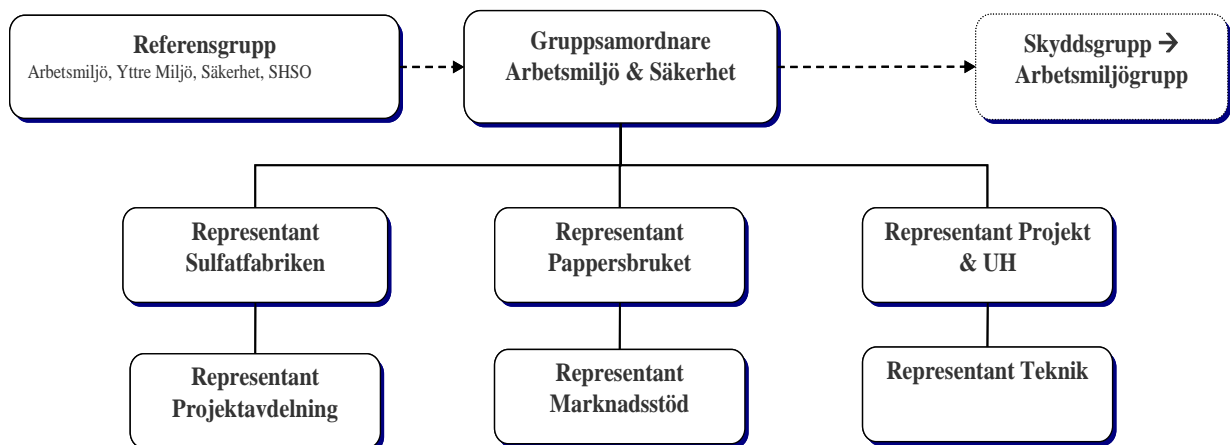 Referensgrupp
Arbetsmiljö, Yttre Miljö, Säkerhet, SHSO
Gruppsamordnare
Arbetsmiljö & Säkerhet
Skyddsgrupp →
Arbetsmiljögrupp
Representant
Sulfatfabriken
Representant
Pappersbruket
Representant Projekt
& UH
Representant
Projektavdelning
Representant
Marknadsstöd
Representant Teknik